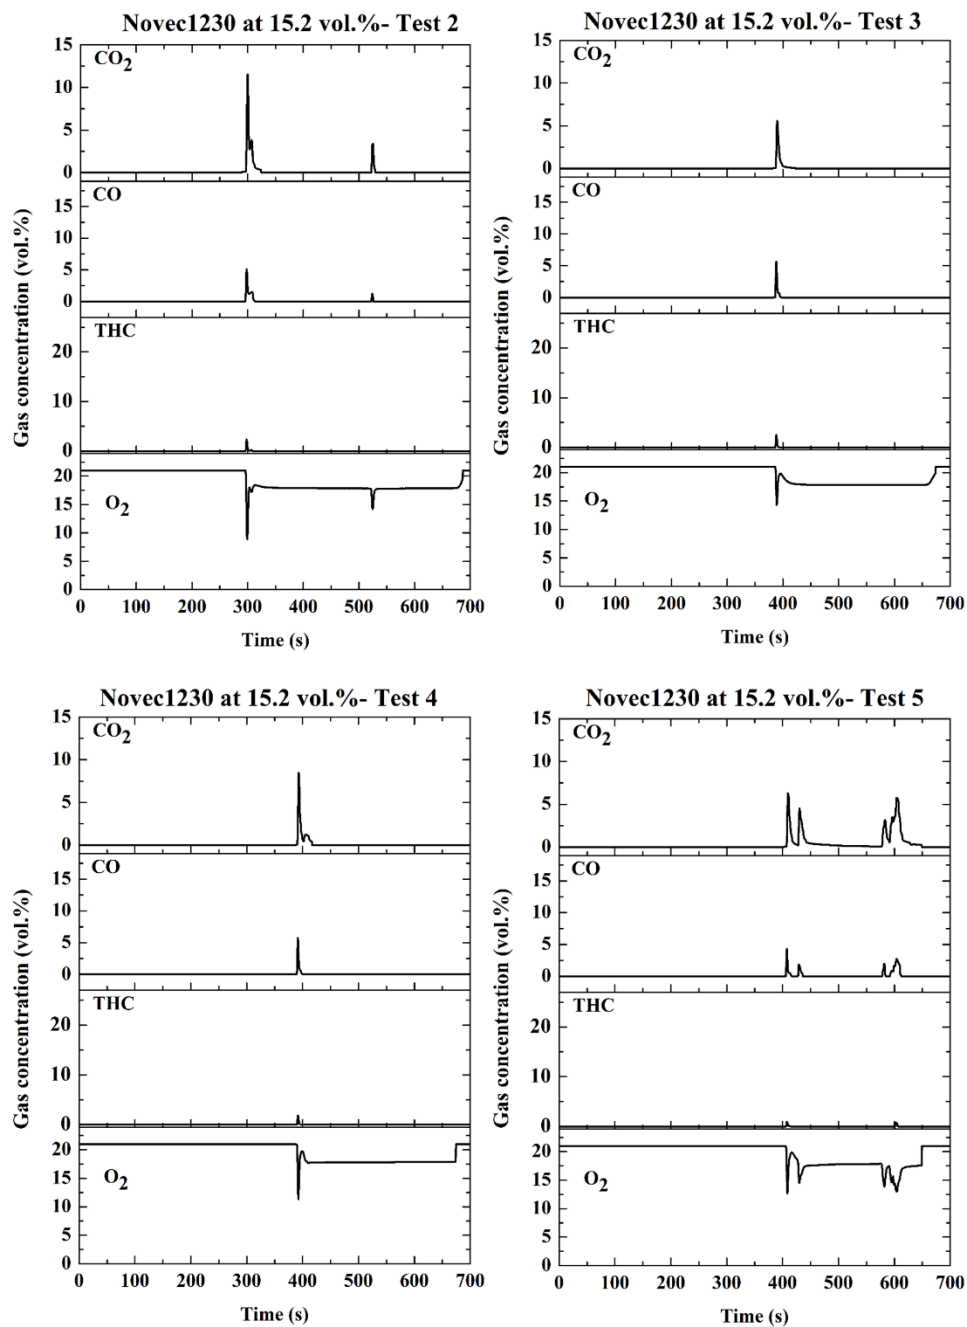 Novec1230 at 15.2 vol.%- Test 2
Gas concentration (vol.%)
CO2
15
10
5
0
CO
15
10
5
0
THC
20
10
0
O2
20
15
10
5
0
0 100 200 300 400 500 600 700
Time (s)
Novec1230 at 15.2 vol.%- Test 3
Gas concentration (vol.%)
CO2
15
10
5
0
CO
15
10
5
0
THC
20
10
0
O2
20
15
10
5
0
0 100 200 300 400 500 600 700
Time (s)
Novec1230 at 15.2 vol.%- Test 4
Gas concentration (vol.%)
CO2
15
10
5
0
CO
15
10
5
0
THC
20
10
0
O2
20
15
10
5
0
0 100 200 300 400 500 600 700
Time (s)
Novec1230 at 15.2 vol.%- Test 5
Gas concentration (vol.%)
CO2
15
10
5
0
CO
15
10
5
0
THC
20
10
0
O2
20
15
10
5
0
0 100 200 300 400 500 600 700
Time (s)